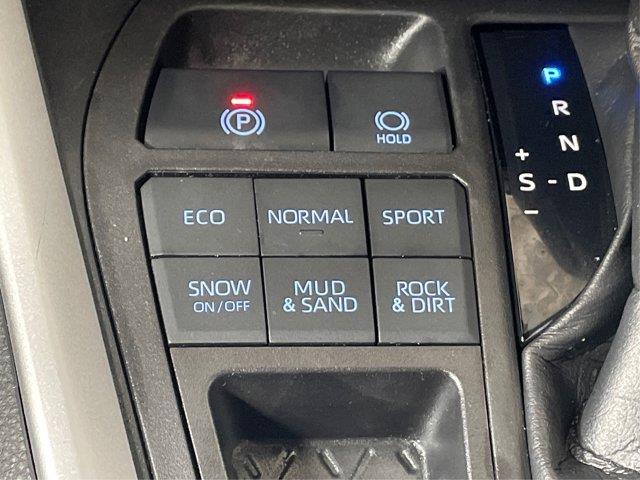 P
HOLD
P
R
N
+
S - D
−
ECO
NORMAL
SPORT
SNOW
ON/OFF
MUD
& SAND
ROCK
& DIRT